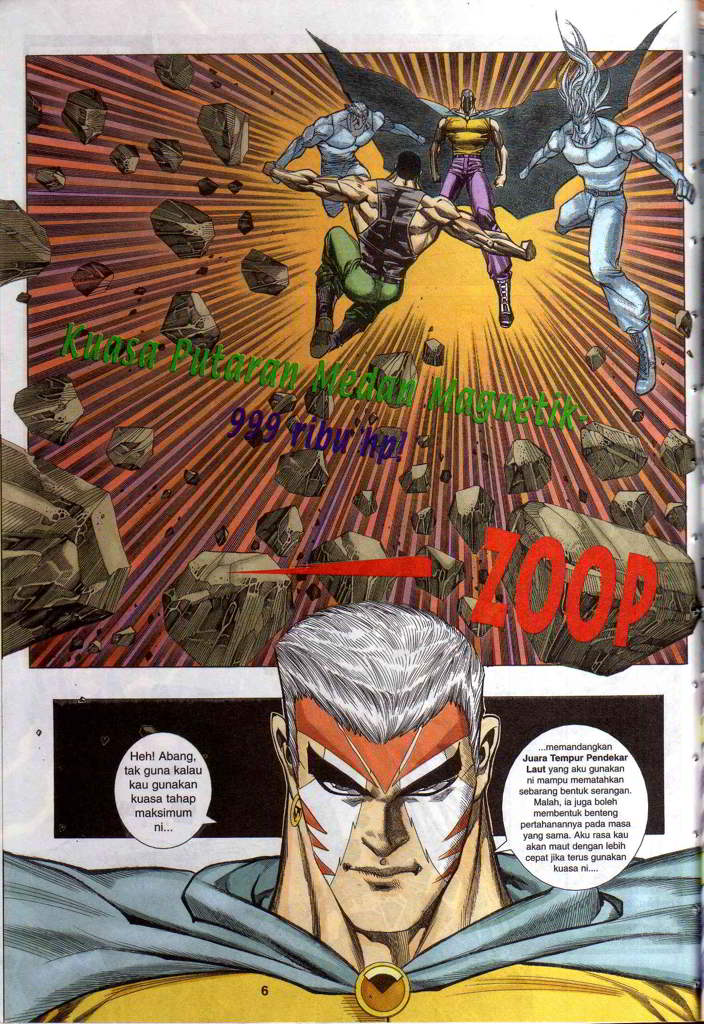 Kuasa Putaran Medan Magnetik-
999 ribu hp!
ZOOP
Heh! Abang,
tak guna kalau
kau gunakan
kuasa tahap
maksimum
ni...
...memandangkan
Juara Tempur Pendekar
Laut yang aku gunakan
ni mampu mematahkan
sebarang bentuk serangan.
Malah, ia juga boleh
membentuk benteng
pertahanannya pada masa
yang sama. Aku rasa kau
akan maut dengan lebih
cepat jika terus gunakan
kuasa ni....
6